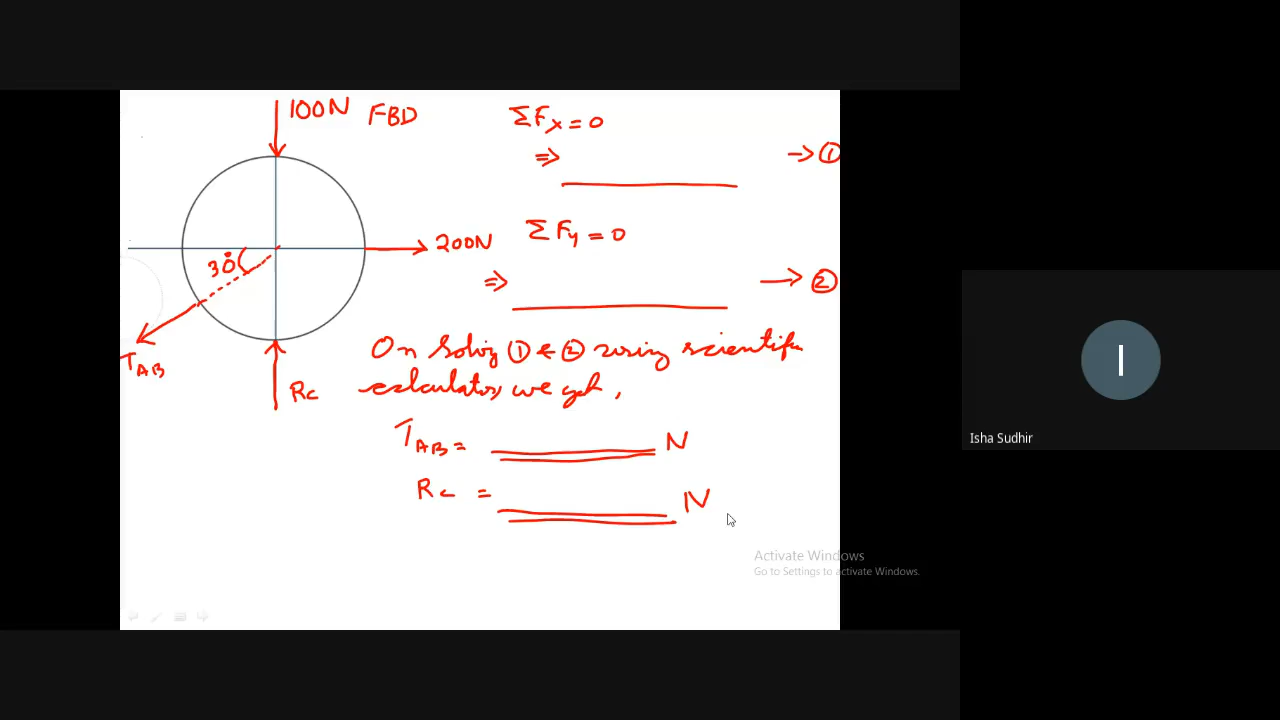 100N FBD
ΣFx = 0
⇒ → ①
ΣFy = 0
200N
30°
⇒ → ②
TAB
On solvig ① & ② using scientific
calculator, we get,
Rc
TAB = N
Rc = N
Isha Sudhir
I
Activate Windows
Go to Settings to activate Windows.